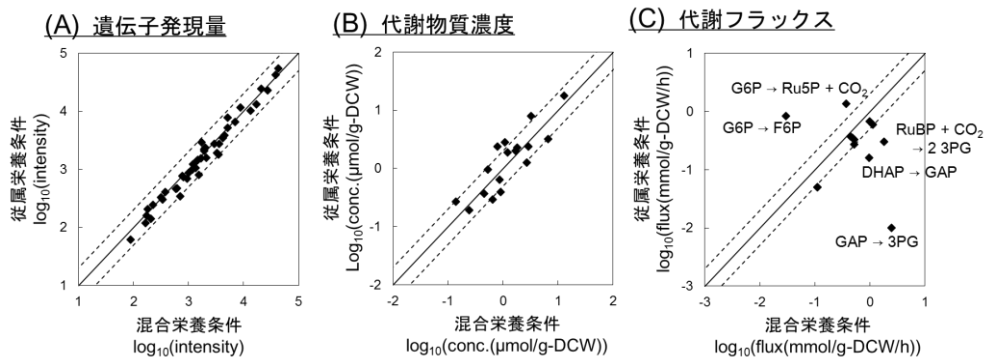 (A) 遺伝子発現量
従属栄養条件
log₁₀(intensity)
5
4
3
2
1
1 2 3 4 5
混合栄養条件
log₁₀(intensity)
(B) 代謝物質濃度
従属栄養条件
Log₁₀(conc.(μmol/g-DCW))
2
1
0
-1
-2
-2 -1 0 1 2
混合栄養条件
log₁₀(conc.(μmol/g-DCW))
(C) 代謝フラックス
従属栄養条件
log₁₀(flux(mmol/g-DCW/h))
1
0
-1
-2
-3
G6P → Ru5P + CO₂
G6P → F6P
RuBP + CO₂
→ 2 3PG
DHAP → GAP
GAP → 3PG
-3 -2 -1 0 1
混合栄養条件
log₁₀(flux(mmol/g-DCW/h))